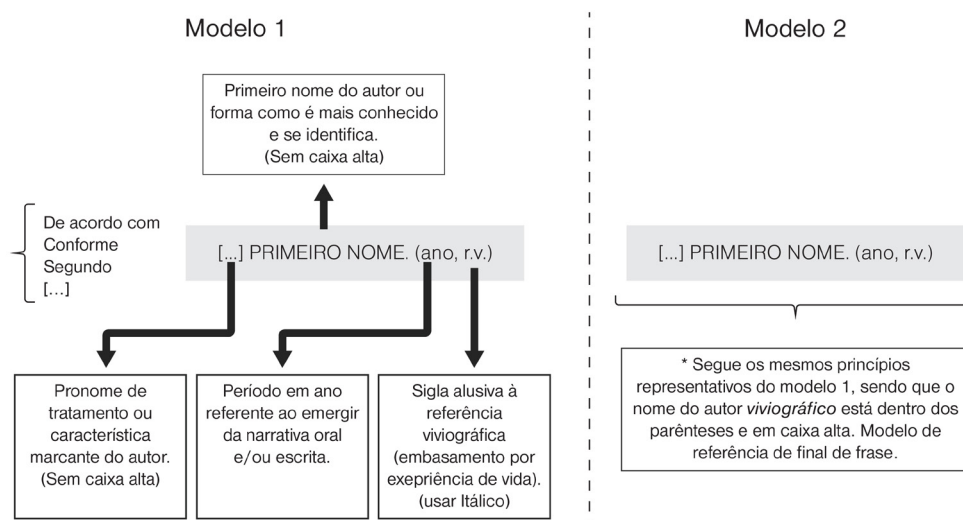 Modelo 1
Primeiro nome do autor ou
forma como é mais conhecido
e se identifica.
(Sem caixa alta)
De acordo com
Conforme
Segundo
[...]
[...] PRIMEIRO NOME. (ano, r.v.)
Pronome de
tratamento ou
característica
marcante do autor.
(Sem caixa alta)
Período em ano
referente ao emergir
da narrativa oral
e/ou escrita.
Sigla alusiva à
referência
viviográfica
(embasamento por
exepriência de vida).
(usar Itálico)
Modelo 2
[...] PRIMEIRO NOME. (ano, r.v.)
* Segue os mesmos princípios
representativos do modelo 1, sendo que o
nome do autor viviográfico está dentro dos
parênteses e em caixa alta. Modelo de
referência de final de frase.